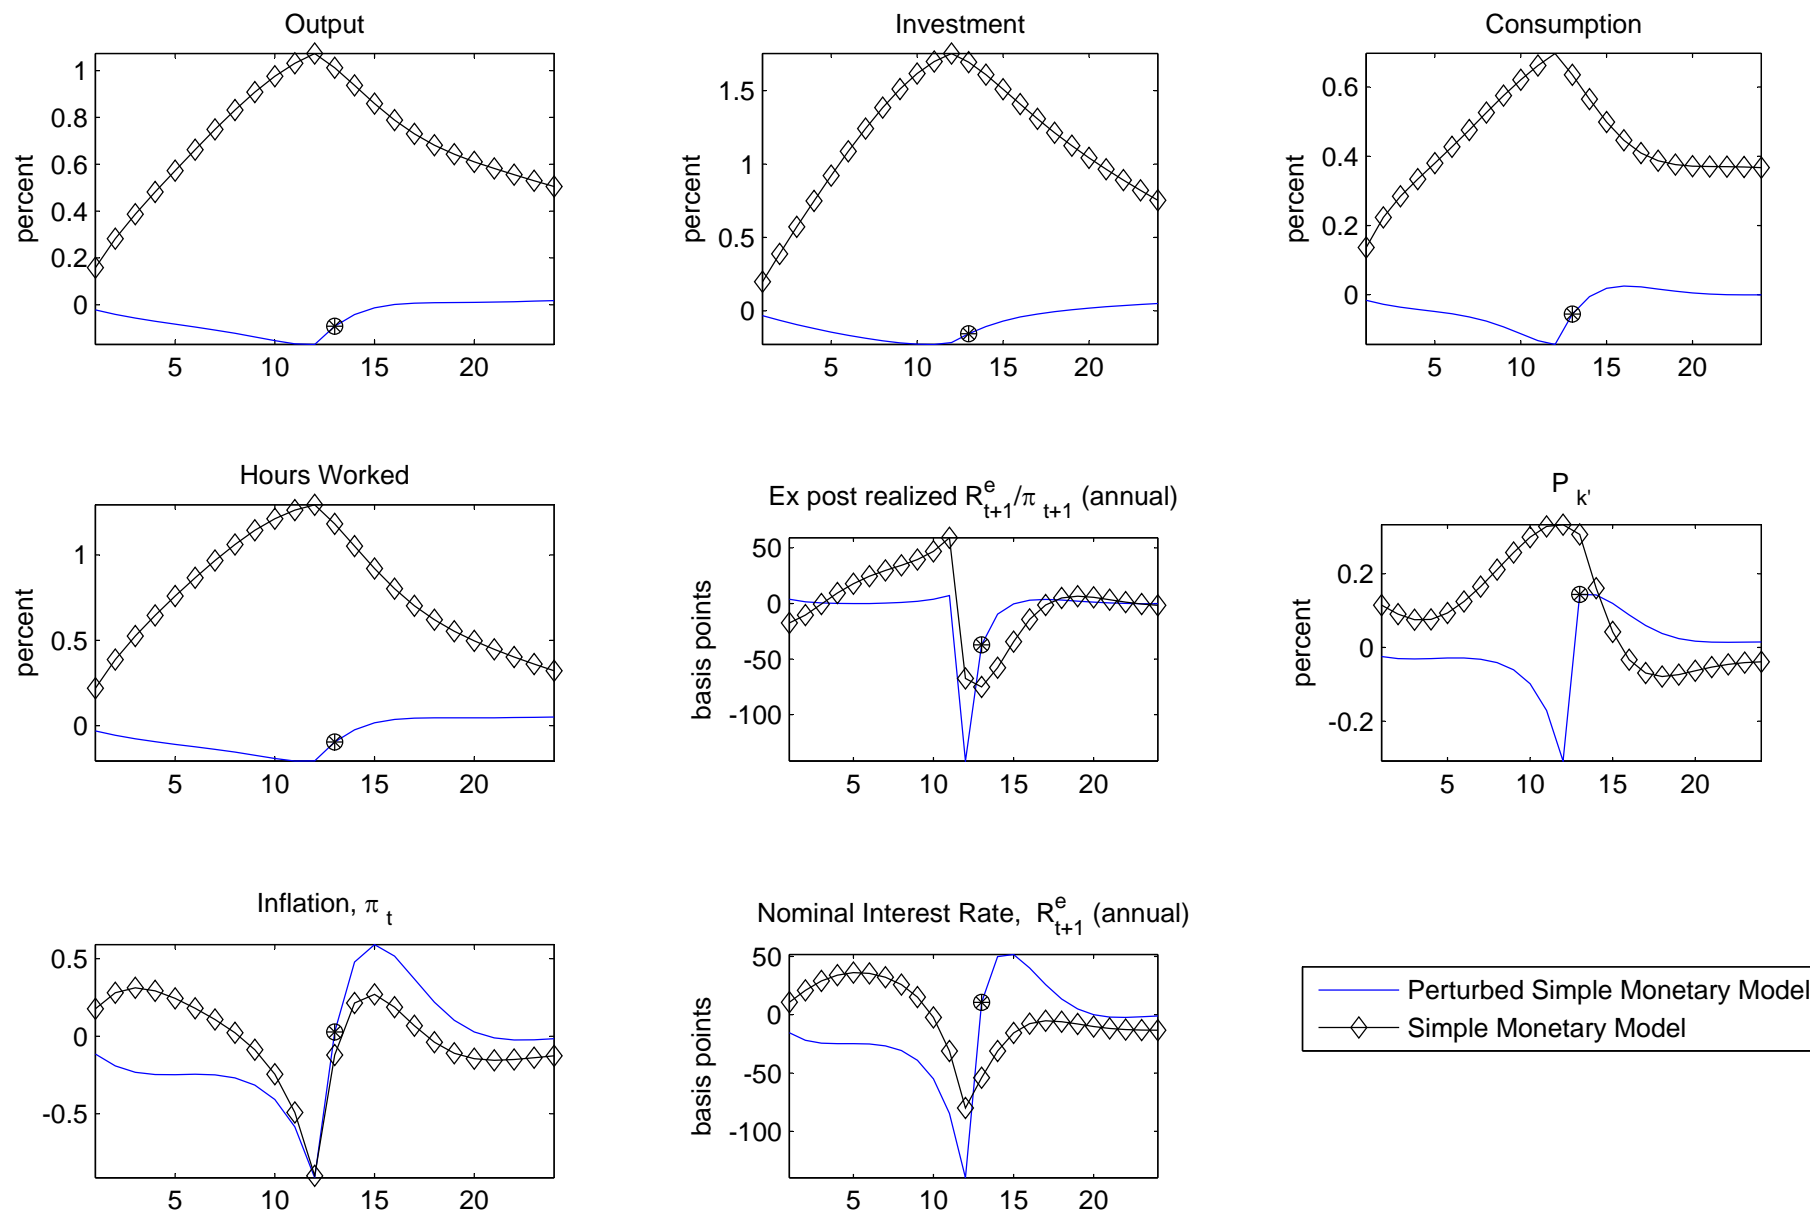 Output
percent
1
0.8
0.6
0.4
0.2
0
5 10 15 20
Investment
percent
1.5
1
0.5
0
5 10 15 20
Consumption
percent
0.6
0.4
0.2
0
5 10 15 20
Hours Worked
percent
1
0.5
0
5 10 15 20
Ex post realized R^e_{t+1}/π_{t+1} (annual)
basis points
50
0
-50
-100
5 10 15 20
P_{k'}
percent
0.2
0
-0.2
5 10 15 20
Inflation, π_t
0.5
0
-0.5
5 10 15 20
Nominal Interest Rate, R^e_{t+1} (annual)
basis points
50
0
-50
-100
5 10 15 20
Perturbed Simple Monetary Model
Simple Monetary Model